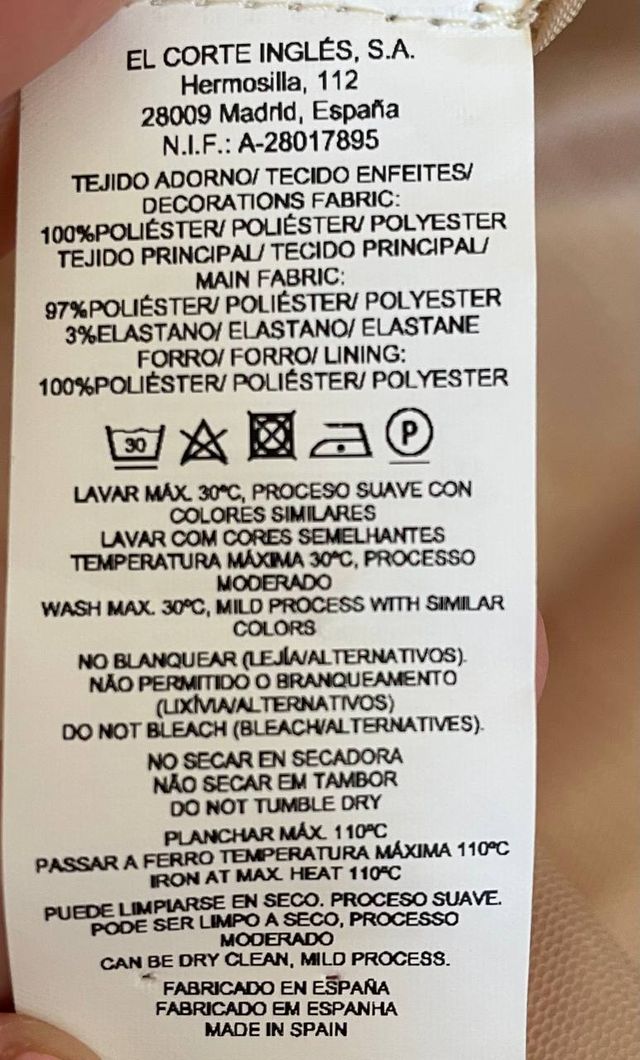 EL CORTE INGLÉS, S.A.
Hermosilla, 112
28009 Madrid, España
N.I.F.: A-28017895
TEJIDO ADORNO/ TECIDO ENFEITES/
DECORATIONS FABRIC:
100%POLIÉSTER/ POLIÉSTER/ POLYESTER
TEJIDO PRINCIPAL/ TECIDO PRINCIPAL/
MAIN FABRIC:
97%POLIÉSTER/ POLIÉSTER/ POLYESTER
3%ELASTANO/ ELASTANO/ ELASTANE
FORRO/ FORRO/ LINING:
100%POLIÉSTER/ POLIÉSTER/ POLYESTER
30 P
LAVAR MÁX. 30ºC, PROCESO SUAVE CON
COLORES SIMILARES
LAVAR COM CORES SEMELHANTES
TEMPERATURA MÁXIMA 30ºC, PROCESSO
MODERADO
WASH MAX. 30ºC, MILD PROCESS WITH SIMILAR
COLORS
NO BLANQUEAR (LEJÍA/ALTERNATIVOS).
NÃO PERMITIDO O BRANQUEAMENTO
(LIXÍVIA/ALTERNATIVOS)
DO NOT BLEACH (BLEACH/ALTERNATIVES).
NO SECAR EN SECADORA
NÃO SECAR EM TAMBOR
DO NOT TUMBLE DRY
PLANCHAR MÁX. 110ºC
PASSAR A FERRO TEMPERATURA MÁXIMA 110ºC
IRON AT MAX. HEAT 110ºC
PUEDE LIMPIARSE EN SECO. PROCESO SUAVE.
PODE SER LIMPO A SECO, PROCESSO
MODERADO
CAN BE DRY CLEAN, MILD PROCESS.
FABRICADO EN ESPAÑA
FABRICADO EM ESPANHA
MADE IN SPAIN